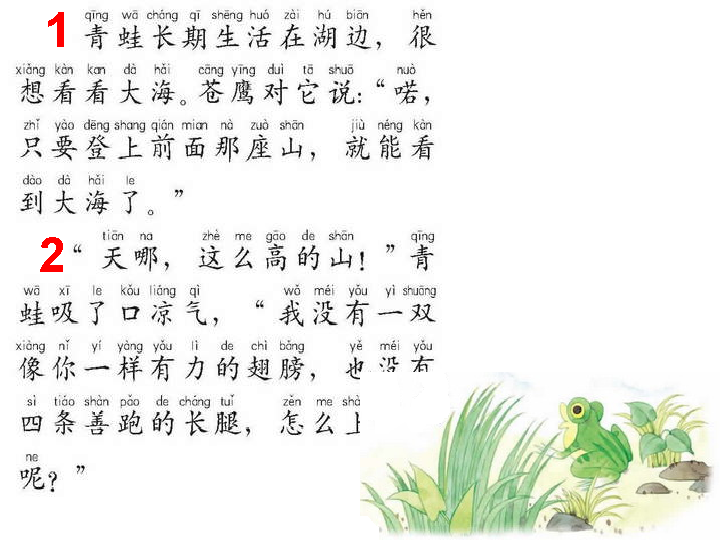 qīng wā cháng qī shēng huó zài hú biān hěn
1 青蛙长期生活在湖边，很
xiǎng kàn kan dà hǎi cāng yīng duì tā shuō nuò
想看看大海。苍鹰对它说：“喏，
zhǐ yào dēng shang qián mian nà zuò shān jiù néng kàn
只要登上前面那座山，就能看
dào dà hǎi le
到大海了。”
tiān na zhè me gāo de shān qīng
2 “天哪，这么高的山！”青
wā xī le kǒu liáng qì wǒ méi yǒu yì shuāng
蛙吸了口凉气，“我没有一双
xiàng nǐ yí yàng yǒu lì de chì bǎng yě méi yǒu
像你一样有力的翅膀，也没有
sì tiáo shàn pǎo de cháng tuǐ zěn me shà
四条善跑的长腿，怎么上
ne
呢？”